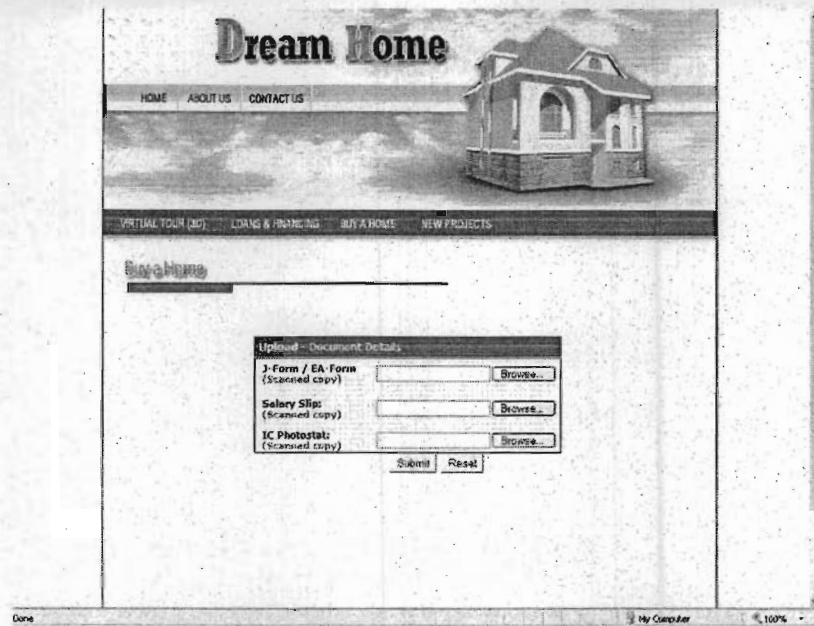 Dream Home
HOME ABOUT US CONTACT US
VIRTUAL TOUR (3D) LOANS & FINANCING BUY A HOME NEW PROJECTS
Buy a Home
Upload - Document Details
J-Form / EA-Form
(Scanned copy)
Browse...
Salary Slip:
(Scanned copy)
Browse...
IC Photostat:
(Scanned copy)
Browse...
Submit Reset
Done My Computer 100%